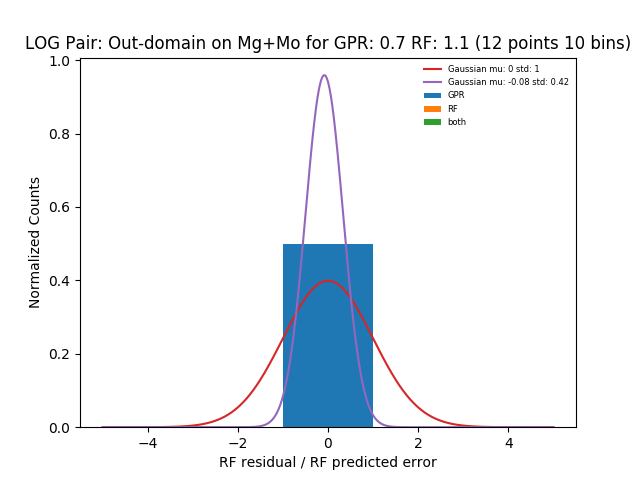 LOG Pair: Out-domain on Mg+Mo for GPR: 0.7 RF: 1.1 (12 points 10 bins)
Gaussian mu: 0 std: 1
Gaussian mu: -0.08 std: 0.42
GPR
RF
both
Normalized Counts
1.0
0.8
0.6
0.4
0.2
0.0
−4 −2 0 2 4
RF residual / RF predicted error